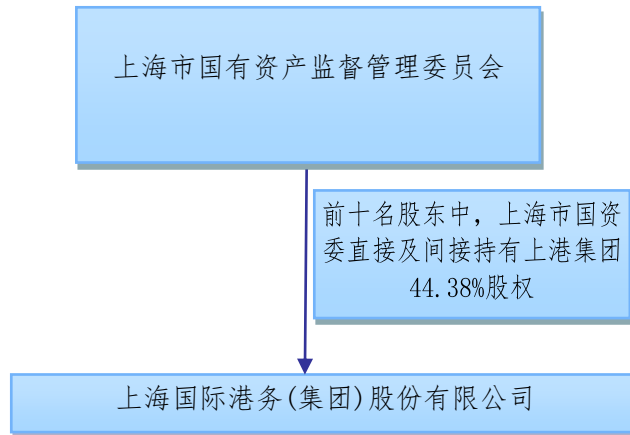 上海市国有资产监督管理委员会
前十名股东中，上海市国资
委直接及间接持有上港集团
44.38%股权
上海国际港务(集团)股份有限公司